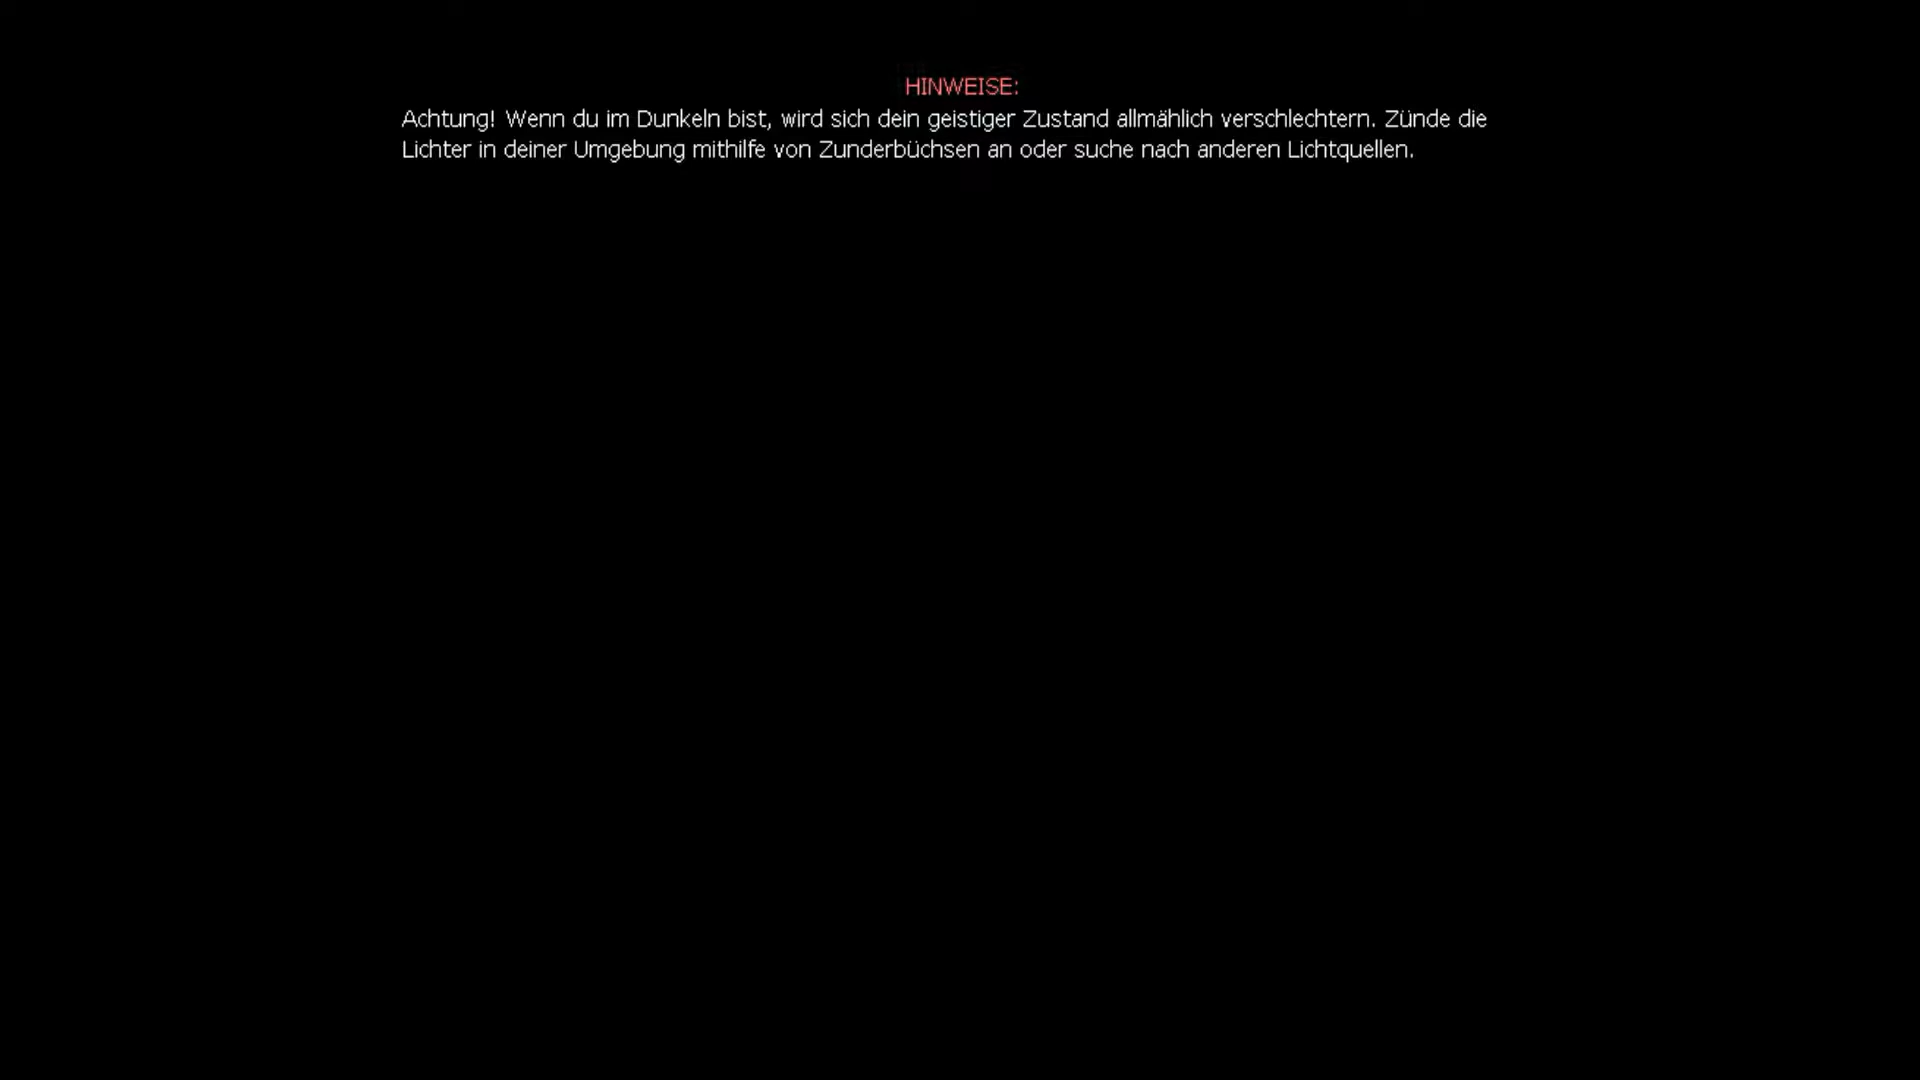 HINWEISE:
Achtung! Wenn du im Dunkeln bist, wird sich dein geistiger Zustand allmählich verschlechtern. Zünde die
Lichter in deiner Umgebung mithilfe von Zunderbüchsen an oder suche nach anderen Lichtquellen.